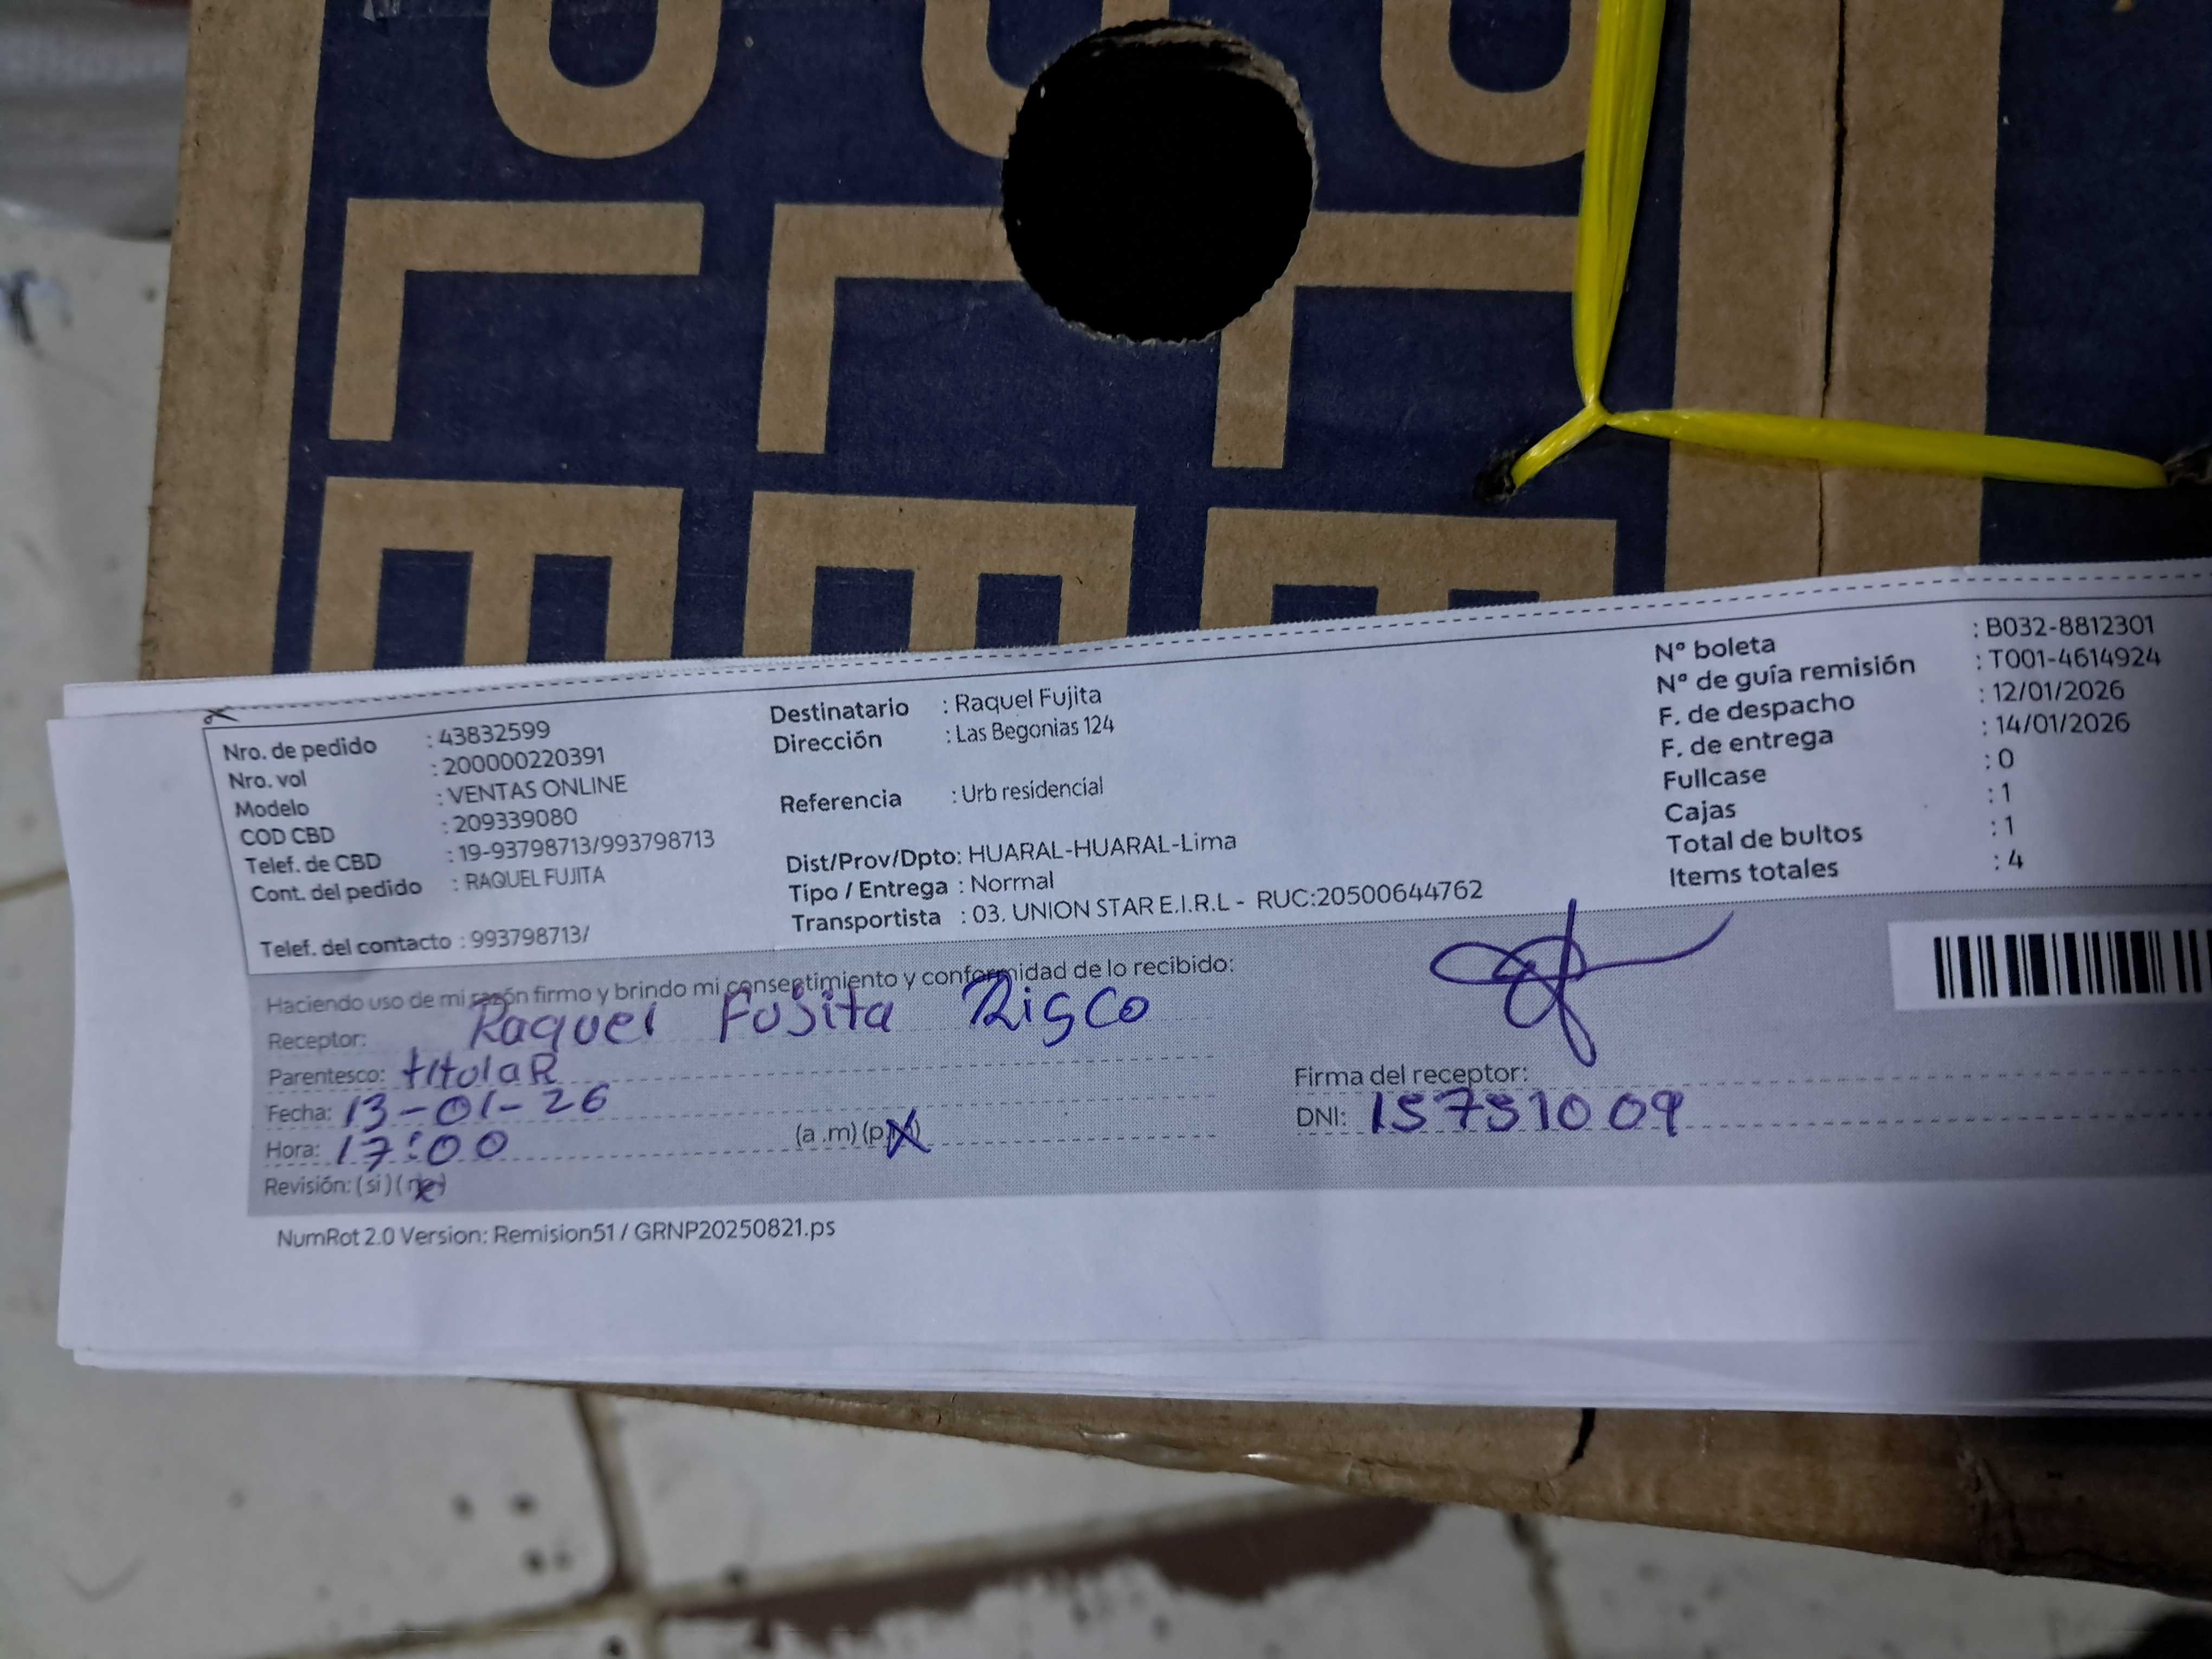 Nro. de pedido : 43832599
Nro. vol : 200000220391
Modelo : VENTAS ONLINE
COD CBD : 209339080
Telef. de CBD : 19-93798713/993798713
Cont. del pedido : RAQUEL FUJITA
Telef. del contacto : 993798713/
Destinatario : Raquel Fujita
Dirección : Las Begonias 124
Referencia : Urb residencial
Dist/Prov/Dpto: HUARAL-HUARAL-Lima
Tipo / Entrega : Normal
Transportista : 03. UNION STAR E.I.R.L - RUC:20500644762
N° boleta : B032-8812301
N° de guía remisión : T001-4614924
F. de despacho : 12/01/2026
F. de entrega : 14/01/2026
Fullcase : 0
Cajas : 1
Total de bultos : 1
Items totales : 4
Haciendo uso de mi razón firmo y brindo mi consentimiento y conformidad de lo recibido:
Receptor: Raquel Fujita Risco
Parentesco: titulaR
Fecha: 13-01-26
Hora: 17:00 (a .m) (p.m)
Revisión: (si) (no)
Firma del receptor:
DNI: 15731009
NumRot 2.0 Version: Remision51 / GRNP20250821.ps